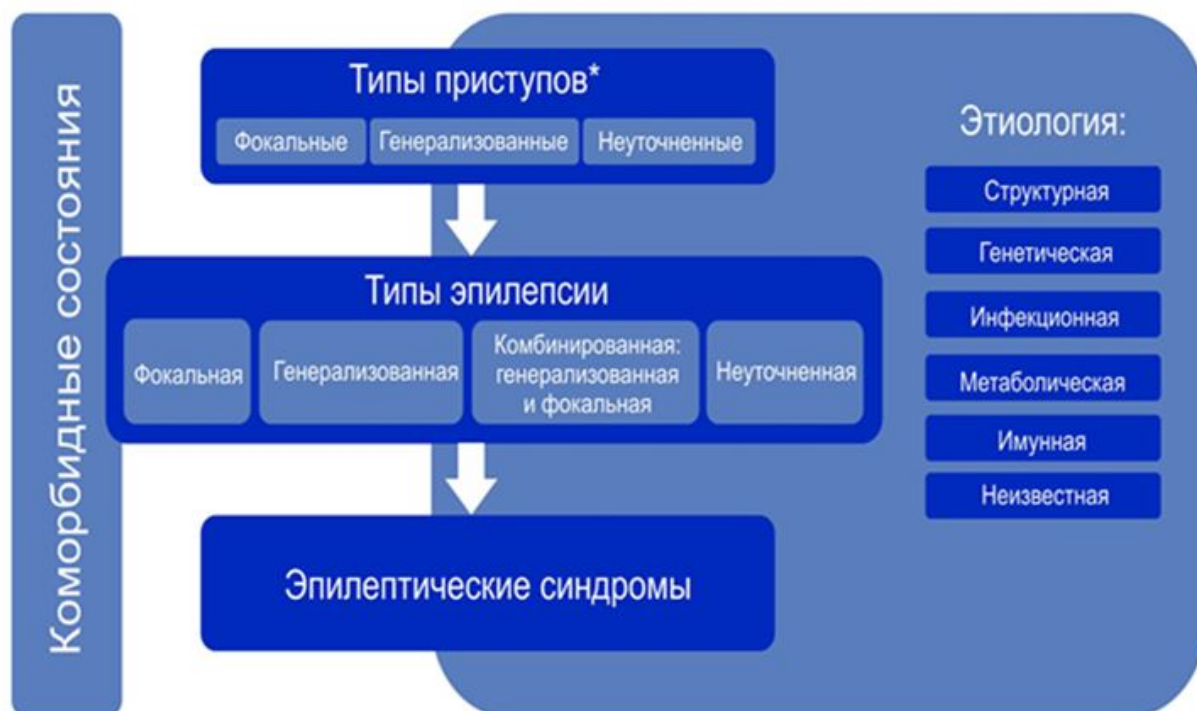 Коморбидные состояния
Типы приступов*
Фокальные
Генерализованные
Неуточненные
Типы эпилепсии
Фокальная
Генерализованная
Комбинированная:
генерализованная
и фокальная
Неуточненная
Эпилептические синдромы
Этиология:
Структурная
Генетическая
Инфекционная
Метаболическая
Имунная
Неизвестная